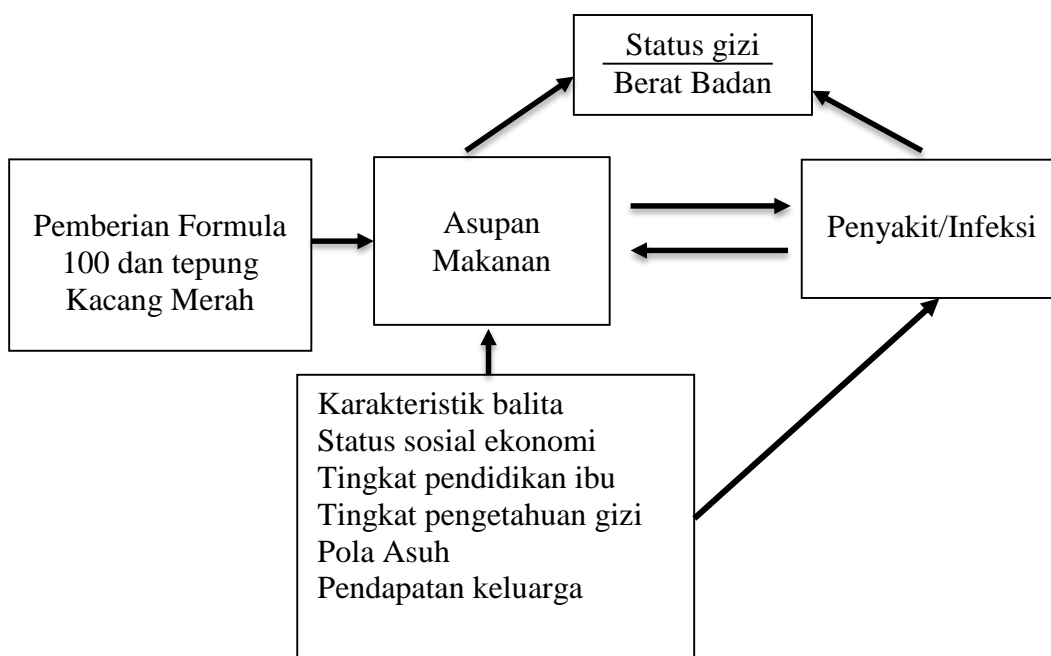 Status gizi
Berat Badan
Pemberian Formula
100 dan tepung
Kacang Merah
Asupan
Makanan
Penyakit/Infeksi
Karakteristik balita
Status sosial ekonomi
Tingkat pendidikan ibu
Tingkat pengetahuan gizi
Pola Asuh
Pendapatan keluarga